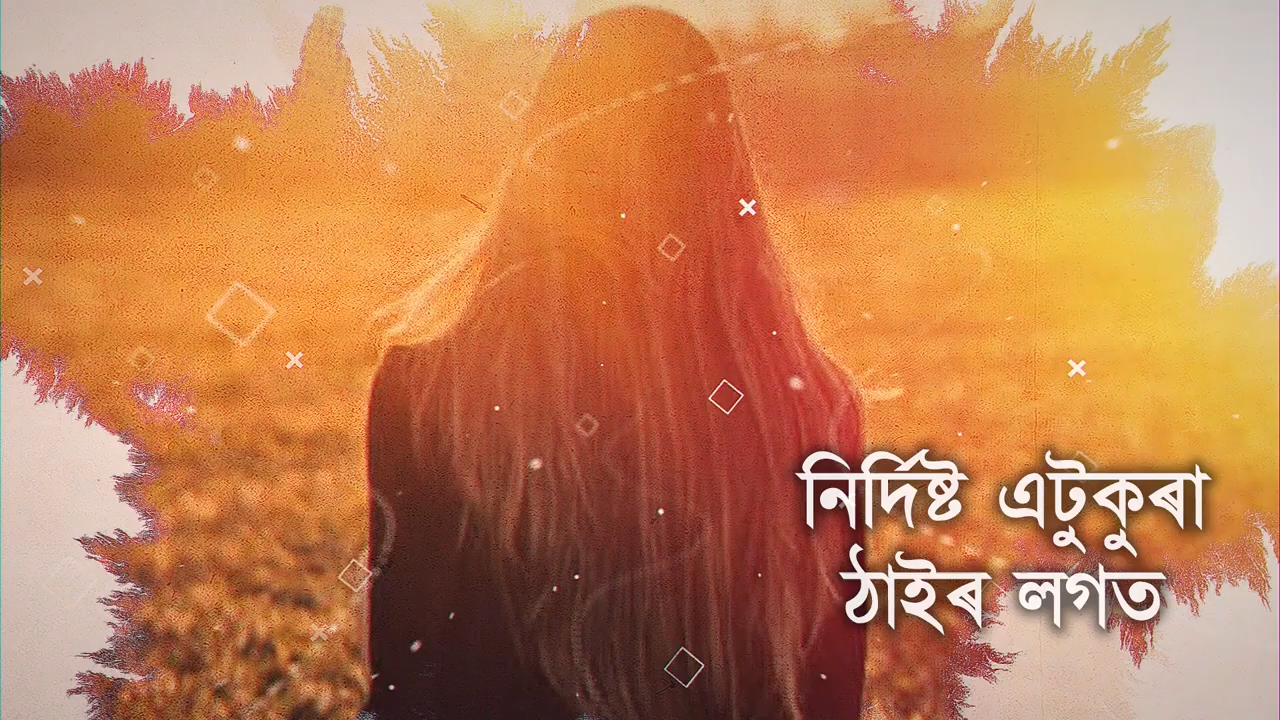 নিৰ্দিষ্ট এটুকুৰা
ঠাইৰ লগত